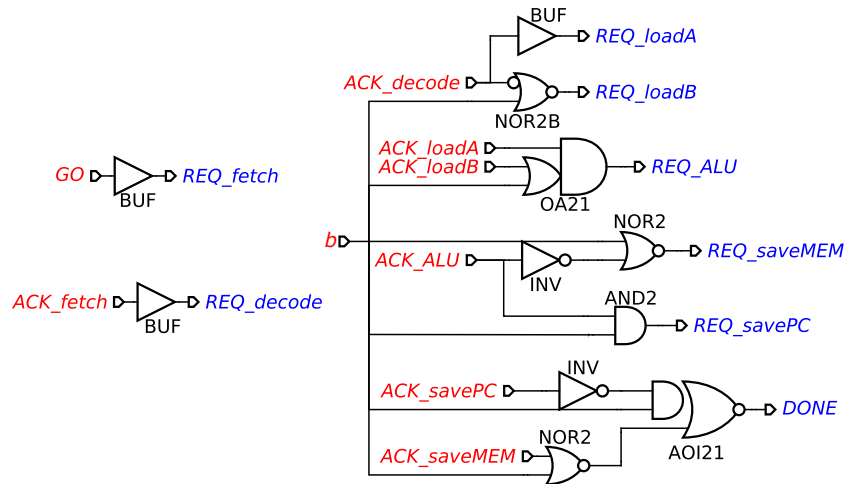 BUF
REQ_loadA
ACK_decode
REQ_loadB
NOR2B
ACK_loadA
ACK_loadB
REQ_ALU
OA21
GO
REQ_fetch
BUF
NOR2
b
REQ_saveMEM
ACK_ALU
INV
ACK_fetch
REQ_decode
BUF
AND2
REQ_savePC
INV
ACK_savePC
DONE
NOR2
AOI21
ACK_saveMEM